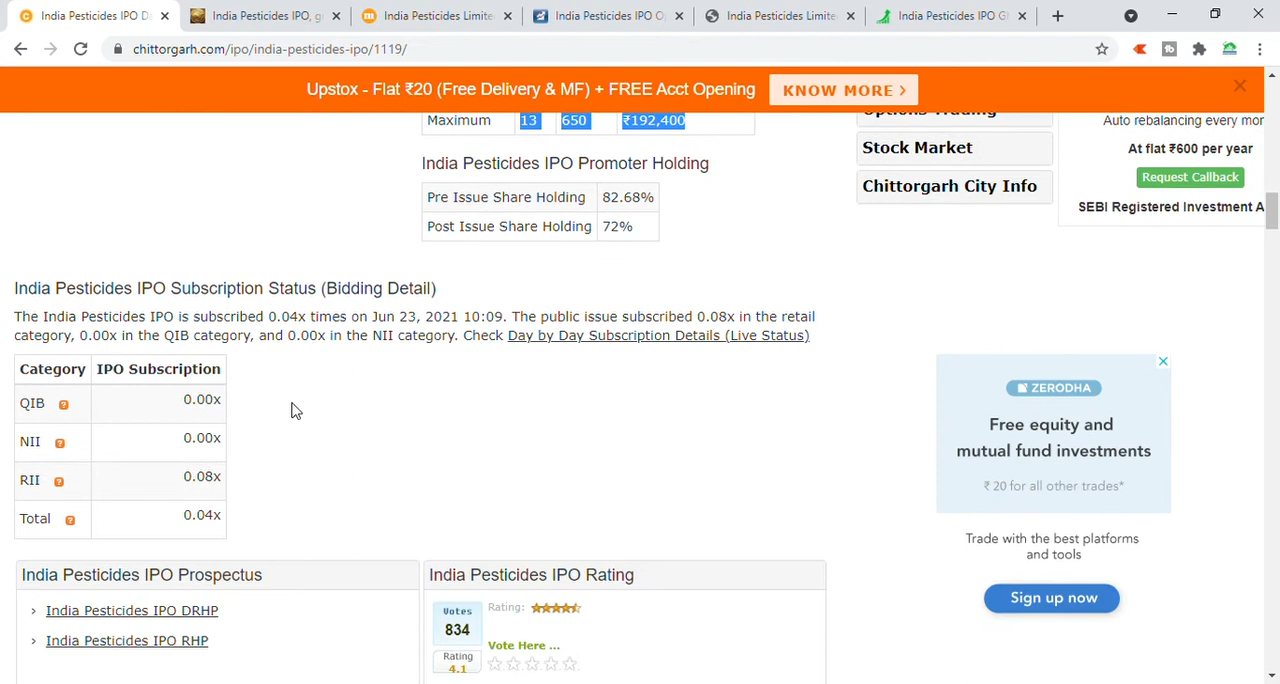 India Pesticides IPO Da
India Pesticides IPO, g
India Pesticides Limite
India Pesticides IPO O
India Pesticides Limite
India Pesticides IPO G
chittorgarh.com/ipo/india-pesticides-ipo/1119/
Upstox - Flat ₹20 (Free Delivery & MF) + FREE Acct Opening
KNOW MORE >
Maximum 13 650 ₹192,400
Options Trading
Stock Market
Chittorgarh City Info
Auto rebalancing every mor
At flat ₹600 per year
Request Callback
SEBI Registered Investment A
India Pesticides IPO Promoter Holding
Pre Issue Share Holding 82.68%
Post Issue Share Holding 72%
India Pesticides IPO Subscription Status (Bidding Detail)
The India Pesticides IPO is subscribed 0.04x times on Jun 23, 2021 10:09. The public issue subscribed 0.08x in the retail
category, 0.00x in the QIB category, and 0.00x in the NII category. Check Day by Day Subscription Details (Live Status)
Category IPO Subscription
QIB ? 0.00x
NII ? 0.00x
RII ? 0.08x
Total ? 0.04x
ZERODHA
Free equity and
mutual fund investments
₹ 20 for all other trades*
Trade with the best platforms
and tools
Sign up now
India Pesticides IPO Prospectus
› India Pesticides IPO DRHP
› India Pesticides IPO RHP
India Pesticides IPO Rating
Votes
834
Rating
4.1
Rating:
Vote Here ...